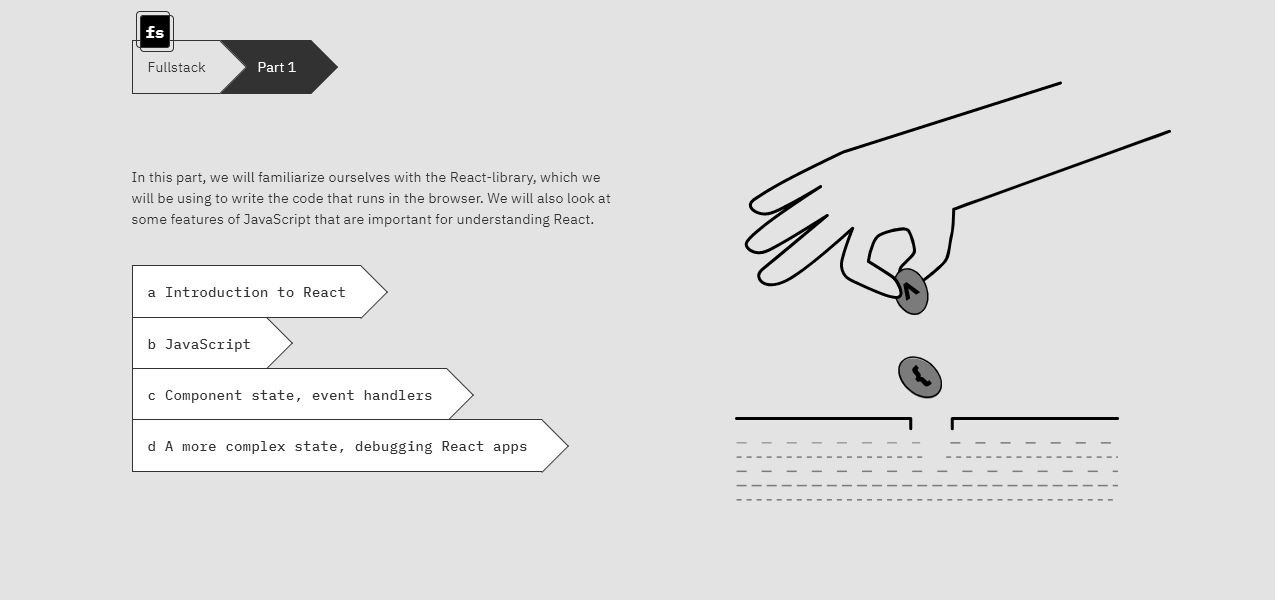 fs
Fullstack
Part 1
In this part, we will familiarize ourselves with the React-library, which we
will be using to write the code that runs in the browser. We will also look at
some features of JavaScript that are important for understanding React.
a Introduction to React
b JavaScript
c Component state, event handlers
d A more complex state, debugging React apps
<
{